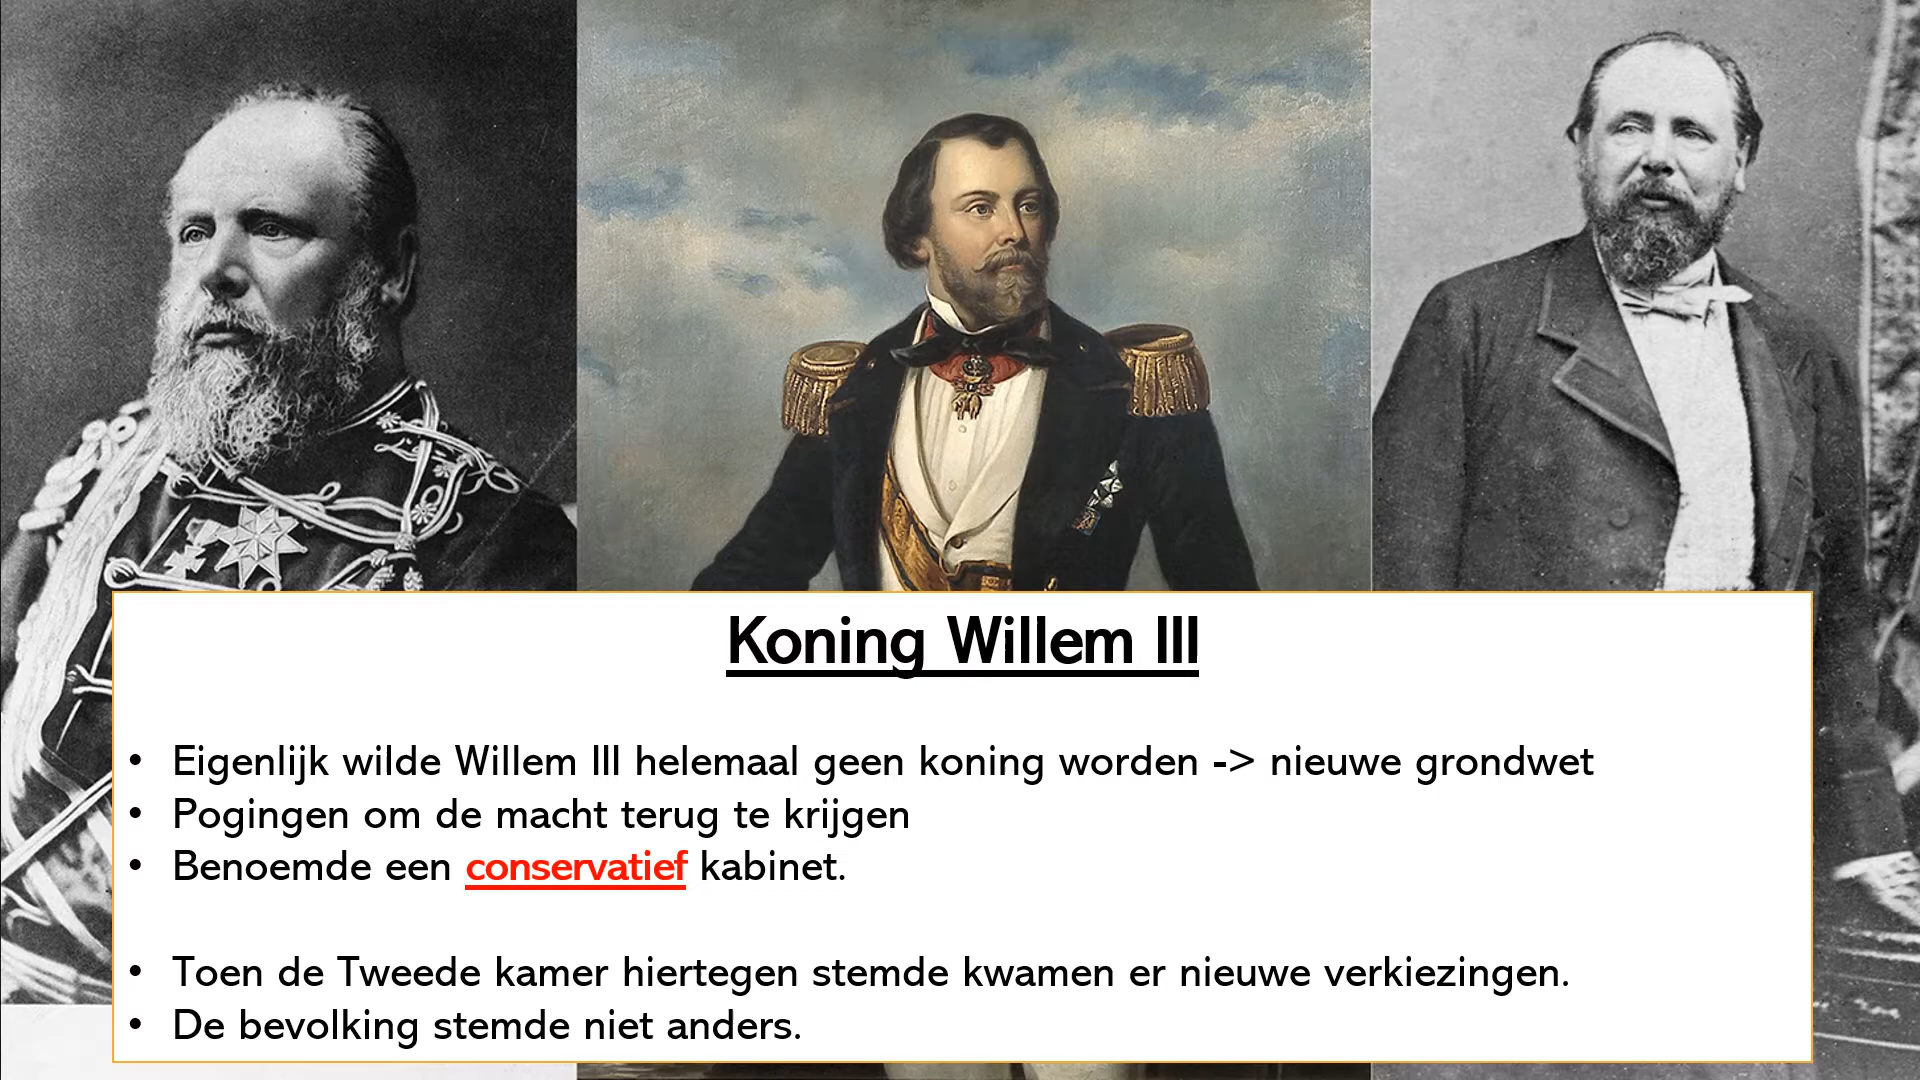 Koning Willem III
• Eigenlijk wilde Willem III helemaal geen koning worden -> nieuwe grondwet
• Pogingen om de macht terug te krijgen
• Benoemde een conservatief kabinet.
• Toen de Tweede kamer hiertegen stemde kwamen er nieuwe verkiezingen.
• De bevolking stemde niet anders.